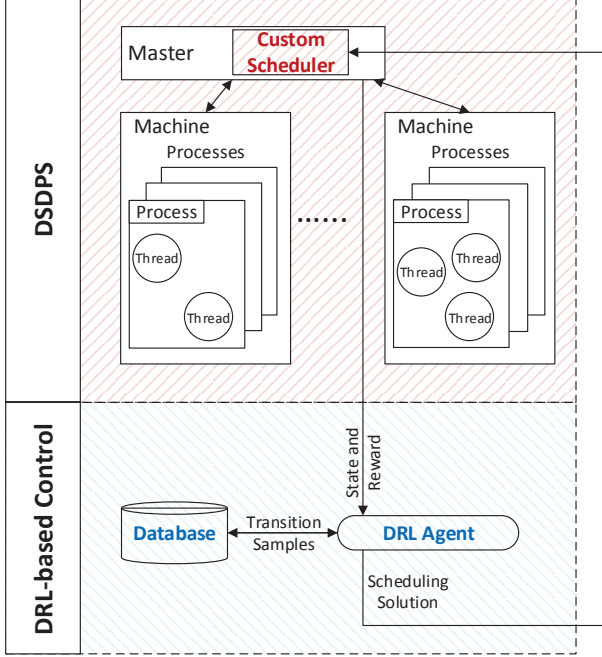 DSDPS
Master
Custom
Scheduler
Machine
Processes
Process
Thread
Thread
......
Machine
Processes
Process
Thread
Thread
Thread
DRL-based Control
State and
Reward
Database
Transition
Samples
DRL Agent
Scheduling
Solution